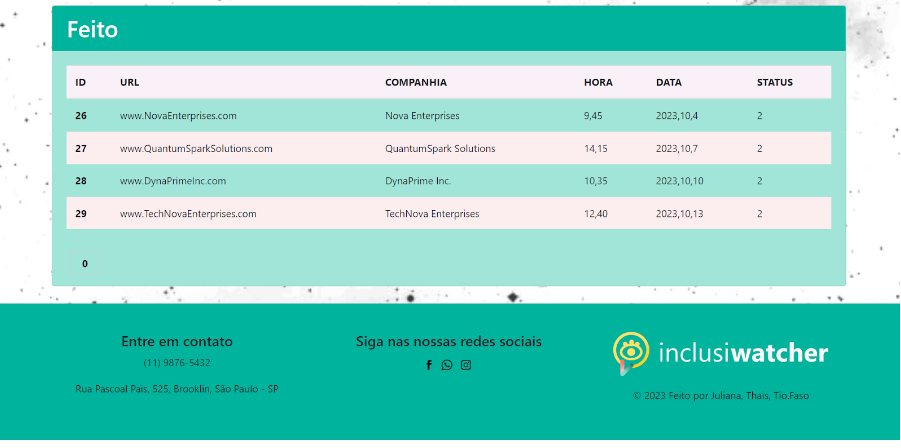 Feito
ID URL COMPANHIA HORA DATA STATUS
26 www.NovaEnterprises.com Nova Enterprises 9,45 2023,10,4 2
27 www.QuantumSparkSolutions.com QuantumSpark Solutions 14,15 2023,10,7 2
28 www.DynaPrimeInc.com DynaPrime Inc. 10,35 2023,10,10 2
29 www.TechNovaEnterprises.com TechNova Enterprises 12,40 2023,10,13 2
0
Entre em contato
(11) 9876-5432
Rua Pascoal Pais, 525, Brooklin, São Paulo - SP
Siga nas nossas redes sociais
inclusiwatcher
© 2023 Feito por Juliana, Thais, Tio.Faso